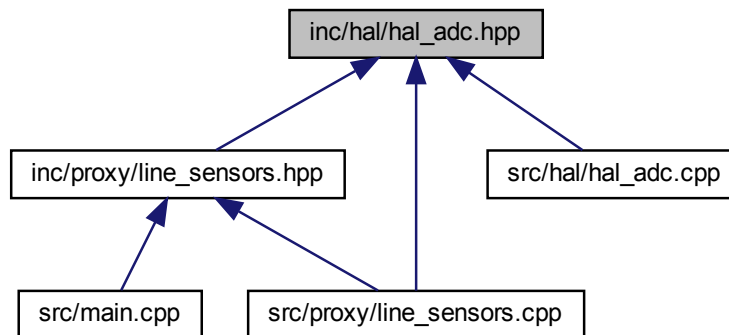 inc/hal/hal_adc.hpp
inc/proxy/line_sensors.hpp
src/hal/hal_adc.cpp
src/main.cpp
src/proxy/line_sensors.cpp